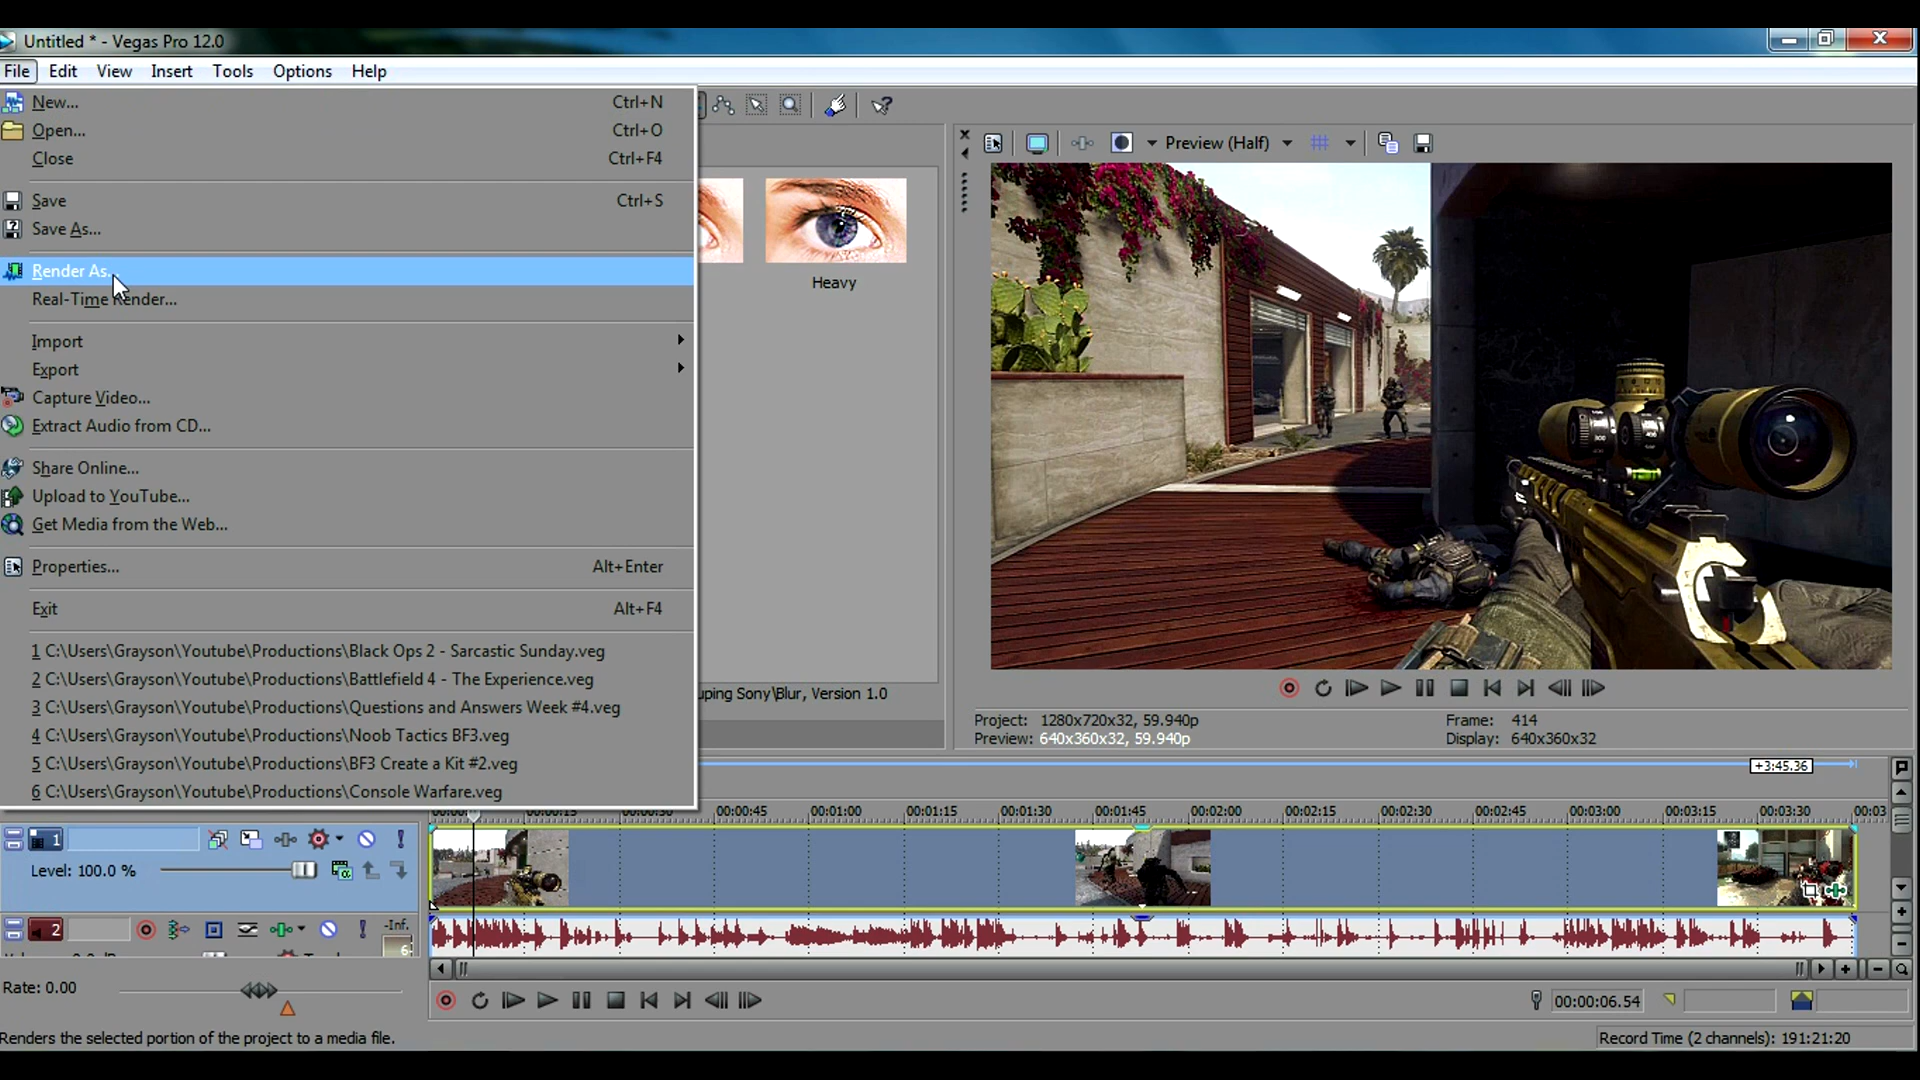 Untitled * - Vegas Pro 12.0
File Edit View Insert Tools Options Help
New... Ctrl+N
Open... Ctrl+O
Close Ctrl+F4
Save Ctrl+S
Save As...
Render As...
Real-Time Render...
Import
Export
Capture Video...
Extract Audio from CD...
Share Online...
Upload to YouTube...
Get Media from the Web...
Properties... Alt+Enter
Exit Alt+F4
1 C:\Users\Grayson\Youtube\Productions\Black Ops 2 - Sarcastic Sunday.veg
2 C:\Users\Grayson\Youtube\Productions\Battlefield 4 - The Experience.veg
3 C:\Users\Grayson\Youtube\Productions\Questions and Answers Week #4.veg
4 C:\Users\Grayson\Youtube\Productions\Noob Tactics BF3.veg
5 C:\Users\Grayson\Youtube\Productions\BF3 Create a Kit #2.veg
6 C:\Users\Grayson\Youtube\Productions\Console Warfare.veg
Heavy
uping Sony\Blur, Version 1.0
Preview (Half)
Project: 1280x720x32, 59.940p
Preview: 640x360x32, 59.940p
Frame: 414
Display: 640x360x32
+3:45.36
00:00:45 00:01:00 00:01:15 00:01:30 00:01:45 00:02:00 00:02:15 00:02:30 00:02:45 00:03:00 00:03:15 00:03:30 00:03
1
Level: 100.0 %
2
-Inf.
6
Rate: 0.00
00:00:06.54
Renders the selected portion of the project to a media file.
Record Time (2 channels): 191:21:20